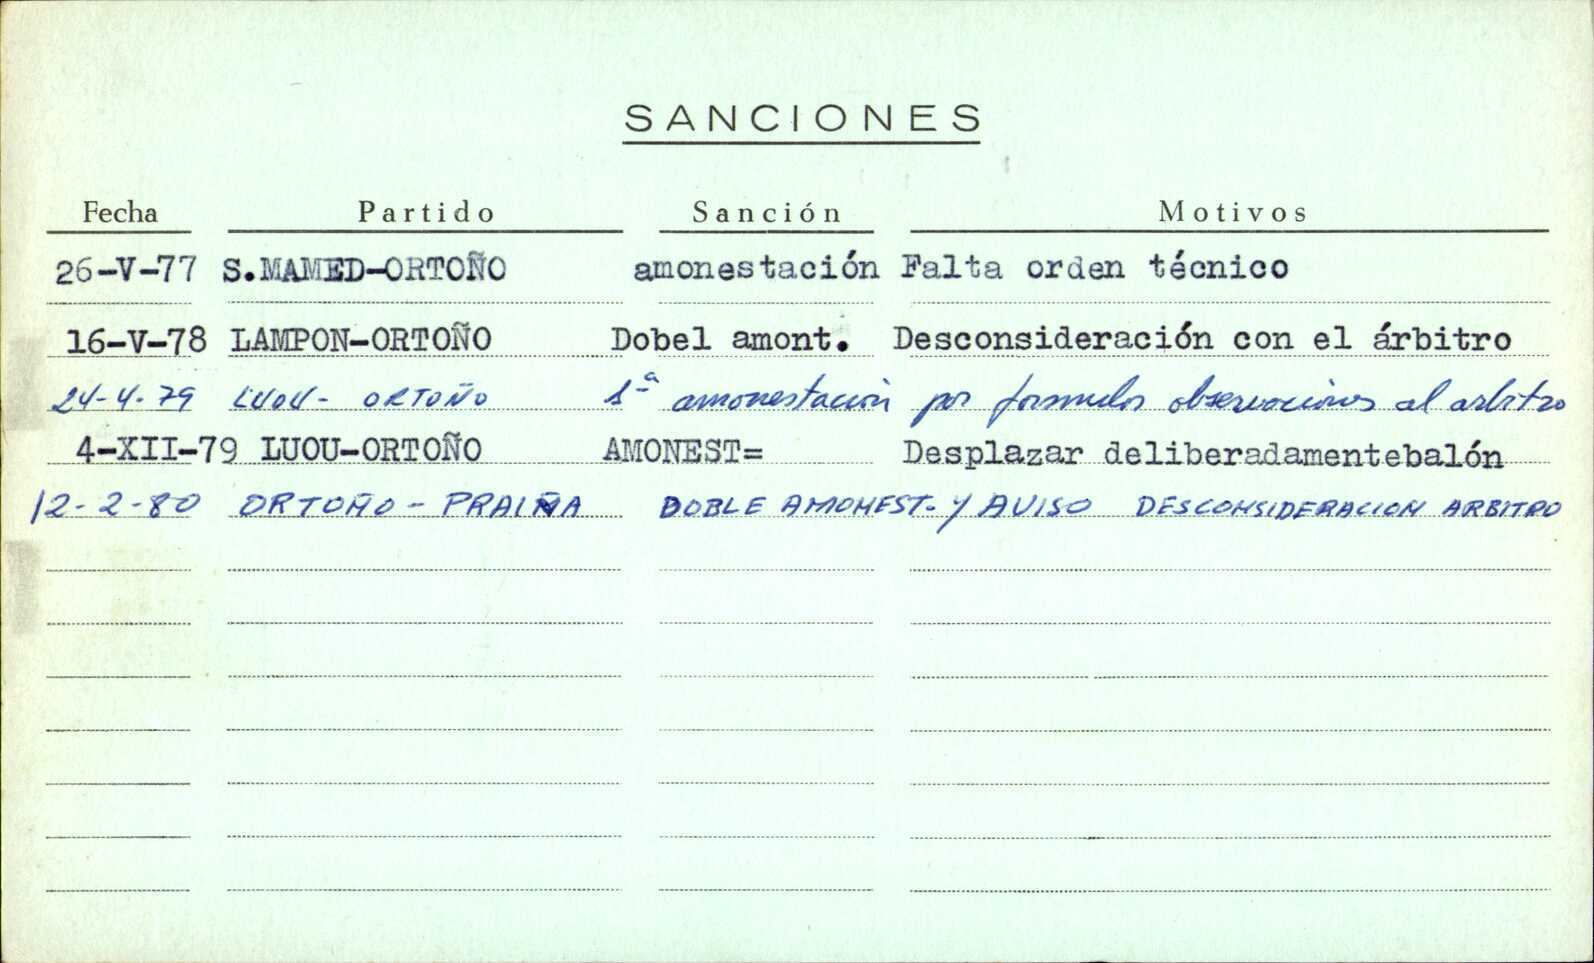 SANCIONES
Fecha Partido Sanción Motivos
26-V-77 S.MAMED-ORTOÑO amonestación Falta orden técnico
16-V-78 LAMPON-ORTOÑO Dobel amont. Desconsideración con el árbitro
24-4-79 LUOU- ORTOÑO 1ª amonestación por formular observaciones al arbitro
4-XII-79 LUOU-ORTOÑO AMONEST= Desplazar deliberadamentebalón
12-2-80 ORTOÑO - PRAIÑA DOBLE AMONEST. Y AVISO DESCONSIDERACION ARBITRO